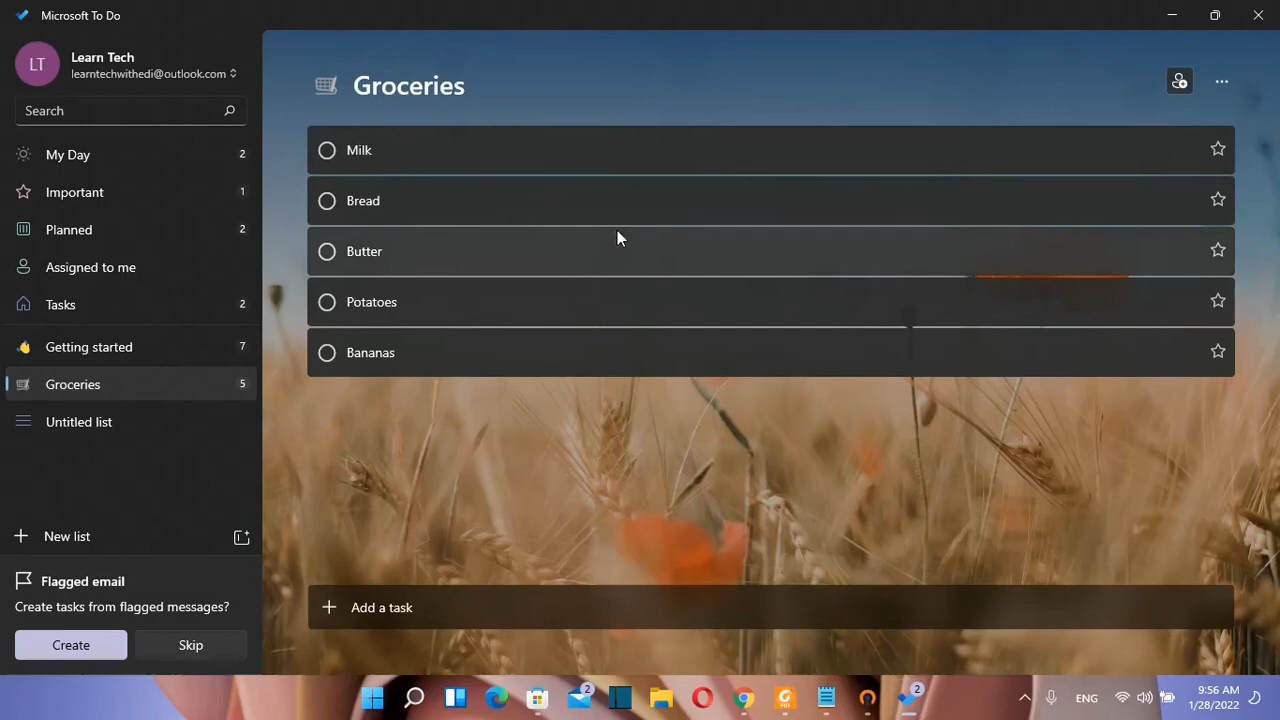 Microsoft To Do
LT
Learn Tech
learntechwithedi@outlook.com
Search
My Day 2
Important 1
Planned 2
Assigned to me
Tasks 2
Getting started 7
Groceries 5
Untitled list
New list
Flagged email
Create tasks from flagged messages?
Create Skip
Groceries
Milk
Bread
Butter
Potatoes
Bananas
Add a task
2
2
ENG
9:56 AM
1/28/2022